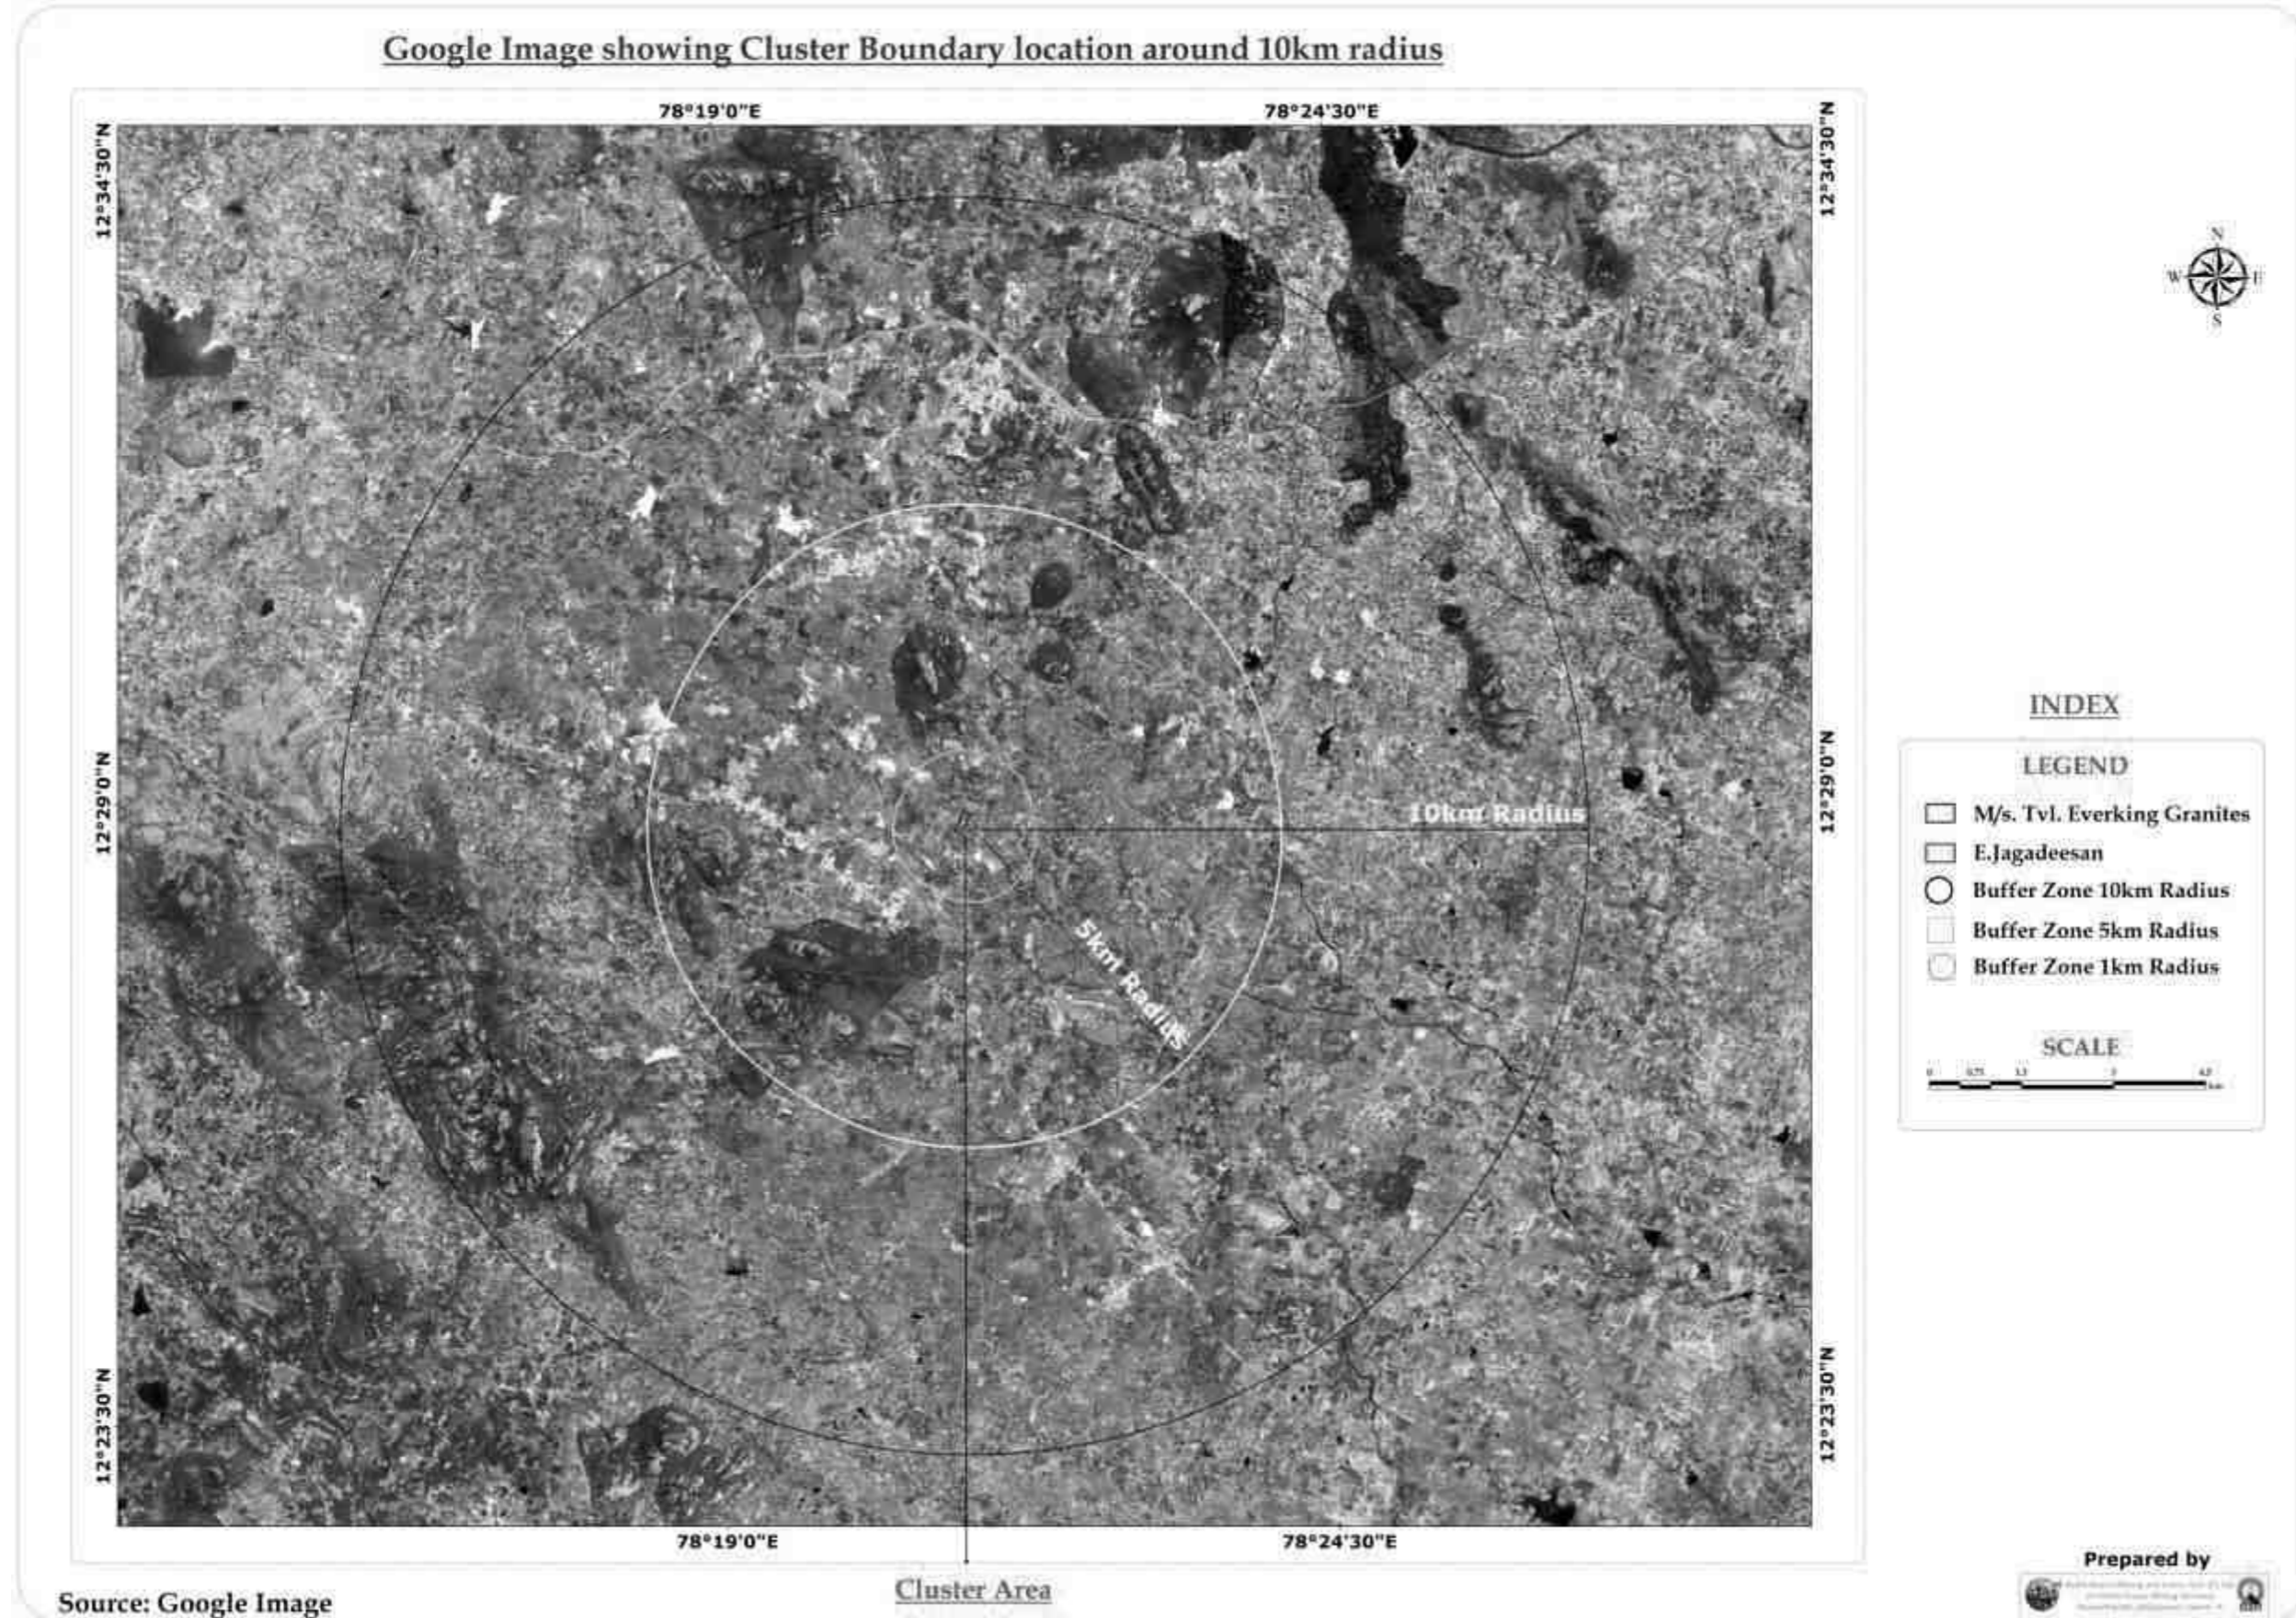 Google Image showing Cluster Boundary location around 10km radius
78°19'0"E 78°24'30"E
12°34'30"N 12°34'30"N
N
W E
S
10km Radius
5km Radius
12°29'0"N 12°29'0"N
INDEX
LEGEND
M/s. Tvl. Everking Granites
E.Jagadeesan
Buffer Zone 10km Radius
Buffer Zone 5km Radius
Buffer Zone 1km Radius
SCALE
12°23'30"N 12°23'30"N
78°19'0"E 78°24'30"E
Cluster Area
Source: Google Image
Prepared by